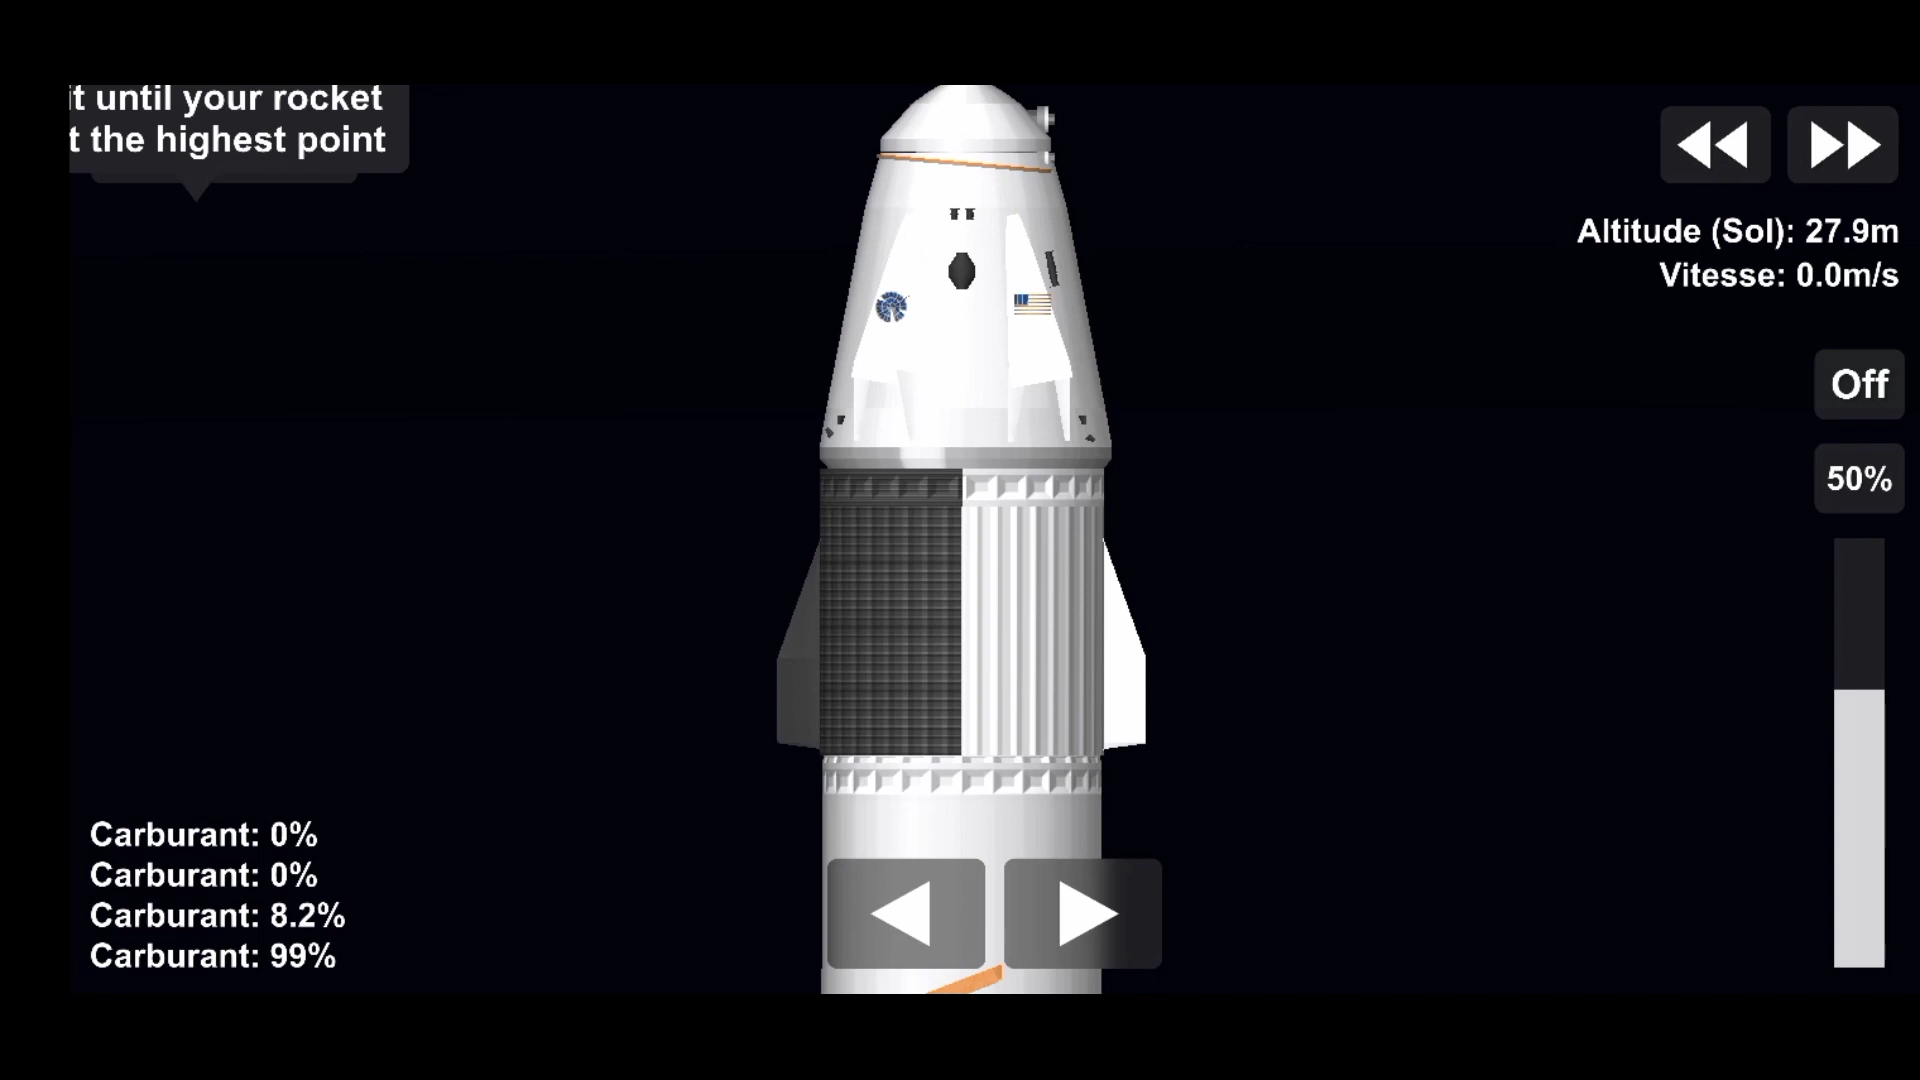 it until your rocket
t the highest point
Altitude (Sol): 27.9m
Vitesse: 0.0m/s
Off
50%
Carburant: 0%
Carburant: 0%
Carburant: 8.2%
Carburant: 99%